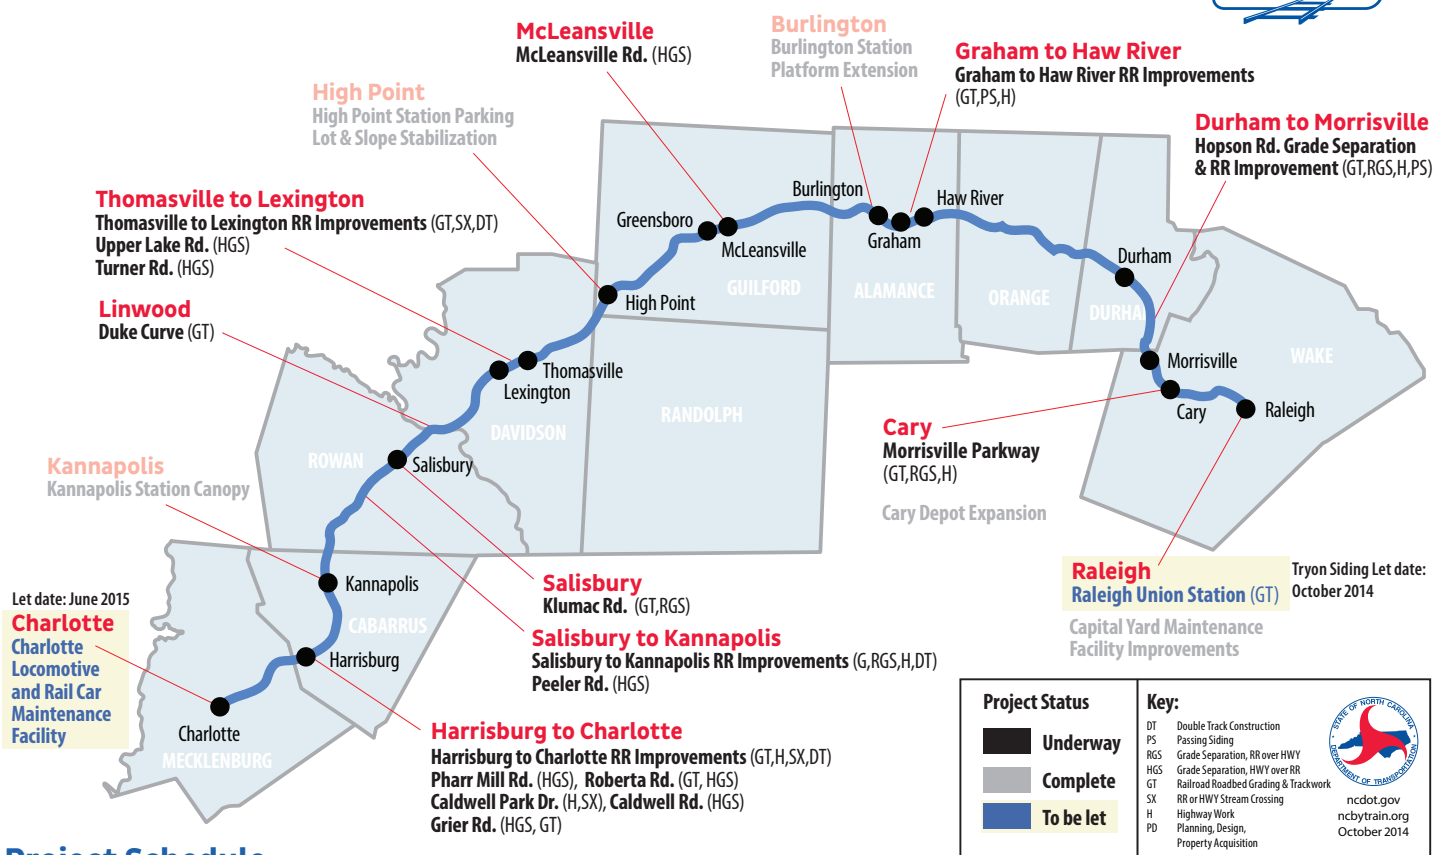 McLeansville
McLeansville Rd. (HGS)
Burlington
Burlington Station
Platform Extension
Graham to Haw River
Graham to Haw River RR Improvements
(GT,PS,H)
High Point
High Point Station Parking
Lot & Slope Stabilization
Durham to Morrisville
Hopson Rd. Grade Separation
& RR Improvement (GT,RGS,H,PS)
Thomasville to Lexington
Thomasville to Lexington RR Improvements (GT,SX,DT)
Upper Lake Rd. (HGS)
Turner Rd. (HGS)
Linwood
Duke Curve (GT)
Burlington
Haw River
Greensboro
McLeansville
Graham
Durham
High Point
GUILFORD
ALAMANCE
ORANGE
DURHA
WAKE
Morrisville
Thomasville
Lexington
Cary
Raleigh
RANDOLPH
DAVIDSON
ROWAN
Salisbury
Kannapolis
Kannapolis Station Canopy
Cary
Morrisville Parkway
(GT,RGS,H)
Cary Depot Expansion
Kannapolis
CABARRUS
Harrisburg
Charlotte
MECKLENBURG
Let date: June 2015
Charlotte
Charlotte
Locomotive
and Rail Car
Maintenance
Facility
Salisbury
Klumac Rd. (GT,RGS)
Salisbury to Kannapolis
Salisbury to Kannapolis RR Improvements (G,RGS,H,DT)
Peeler Rd. (HGS)
Harrisburg to Charlotte
Harrisburg to Charlotte RR Improvements (GT,H,SX,DT)
Pharr Mill Rd. (HGS), Roberta Rd. (GT, HGS)
Caldwell Park Dr. (H,SX), Caldwell Rd. (HGS)
Grier Rd. (HGS, GT)
Raleigh
Raleigh Union Station (GT)
Tryon Siding Let date:
October 2014
Capital Yard Maintenance
Facility Improvements
Project Status
Underway
Complete
To be let
Key:
DT Double Track Construction
PS Passing Siding
RGS Grade Separation, RR over HWY
HGS Grade Separation, HWY over RR
GT Railroad Roadbed Grading & Trackwork
SX RR or HWY Stream Crossing
H Highway Work
PD Planning, Design,
Property Acquisition
STATE OF NORTH CAROLINA
DEPARTMENT OF TRANSPORTATION
ncdot.gov
ncbytrain.org
October 2014
Project Schedule